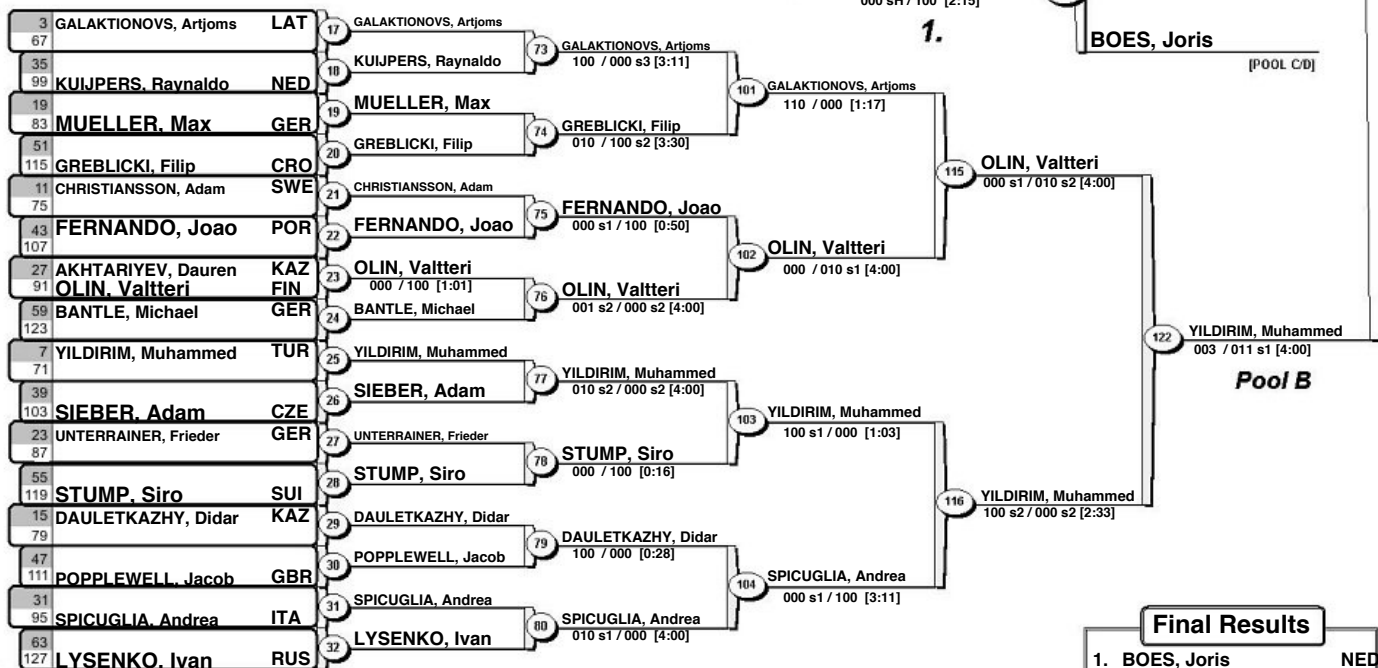 000 sH / 100 [2:15]
1.
BOES, Joris
[POOL C/D]
3 GALAKTIONOVS, Artjoms LAT
67
35
99 KUIJPERS, Raynaldo NED
19
83 MUELLER, Max GER
51
115 GREBLICKI, Filip CRO
11 CHRISTIANSSON, Adam SWE
75
43 FERNANDO, Joao POR
107
27 AKHTARIYEV, Dauren KAZ
91 OLIN, Valtteri FIN
59 BANTLE, Michael GER
123
7 YILDIRIM, Muhammed TUR
71
39
103 SIEBER, Adam CZE
23 UNTERRAINER, Frieder GER
87
55
119 STUMP, Siro SUI
15 DAULETKAZHY, Didar KAZ
79
47
111 POPPLEWELL, Jacob GBR
31
95 SPICUGLIA, Andrea ITA
63
127 LYSENKO, Ivan RUS
17 GALAKTIONOVS, Artjoms
18 KUIJPERS, Raynaldo
19 MUELLER, Max
20 GREBLICKI, Filip
21 CHRISTIANSSON, Adam
22 FERNANDO, Joao
23 OLIN, Valtteri
000 / 100 [1:01]
24 BANTLE, Michael
25 YILDIRIM, Muhammed
26 SIEBER, Adam
27 UNTERRAINER, Frieder
28 STUMP, Siro
29 DAULETKAZHY, Didar
30 POPPLEWELL, Jacob
31 SPICUGLIA, Andrea
32 LYSENKO, Ivan
73 GALAKTIONOVS, Artjoms
100 / 000 s3 [3:11]
74 GREBLICKI, Filip
010 / 100 s2 [3:30]
75 FERNANDO, Joao
000 s1 / 100 [0:50]
76 OLIN, Valtteri
001 s2 / 000 s2 [4:00]
77 YILDIRIM, Muhammed
010 s2 / 000 s2 [4:00]
78 STUMP, Siro
000 / 100 [0:16]
79 DAULETKAZHY, Didar
100 / 000 [0:28]
80 SPICUGLIA, Andrea
010 s1 / 000 [4:00]
101 GALAKTIONOVS, Artjoms
110 / 000 [1:17]
102 OLIN, Valtteri
000 / 010 s1 [4:00]
103 YILDIRIM, Muhammed
100 s1 / 000 [1:03]
104 SPICUGLIA, Andrea
000 s1 / 100 [3:11]
115 OLIN, Valtteri
000 s1 / 010 s2 [4:00]
116 YILDIRIM, Muhammed
100 s2 / 000 s2 [2:33]
122 YILDIRIM, Muhammed
003 / 011 s1 [4:00]
Pool B
Final Results
1. BOES, Joris NED